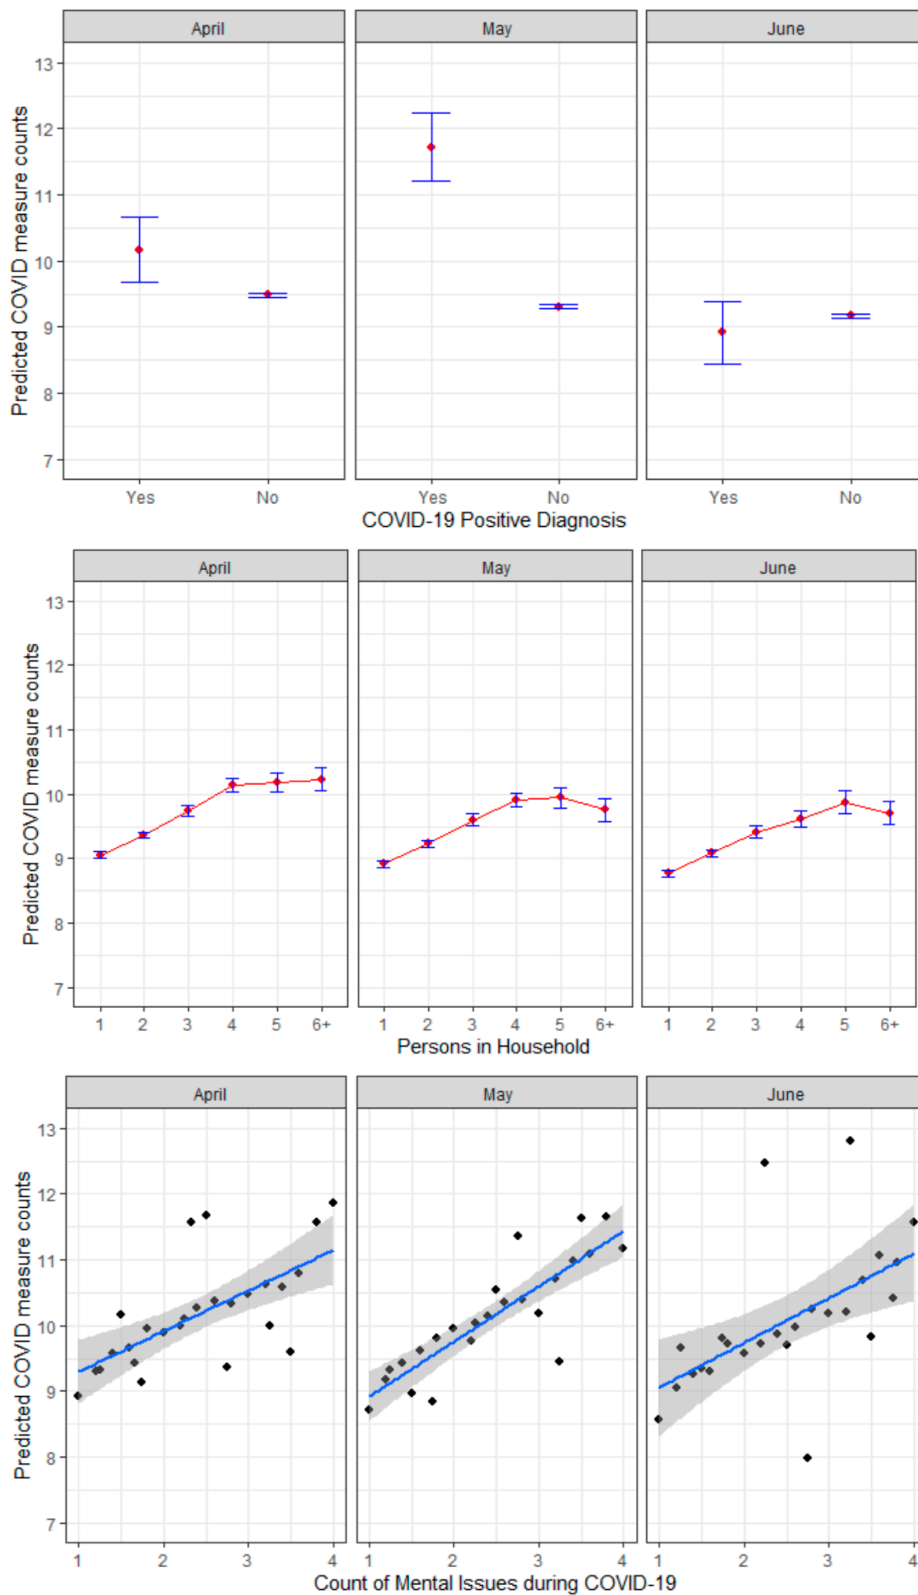 April May June
Predicted COVID measure counts
13
12
11
10
9
8
7
Yes No Yes No Yes No
COVID-19 Positive Diagnosis
April May June
Predicted COVID measure counts
13
12
11
10
9
8
7
1 2 3 4 5 6+ 1 2 3 4 5 6+ 1 2 3 4 5 6+
Persons in Household
April May June
Predicted COVID measure counts
13
12
11
10
9
8
7
1 2 3 4 1 2 3 4 1 2 3 4
Count of Mental Issues during COVID-19